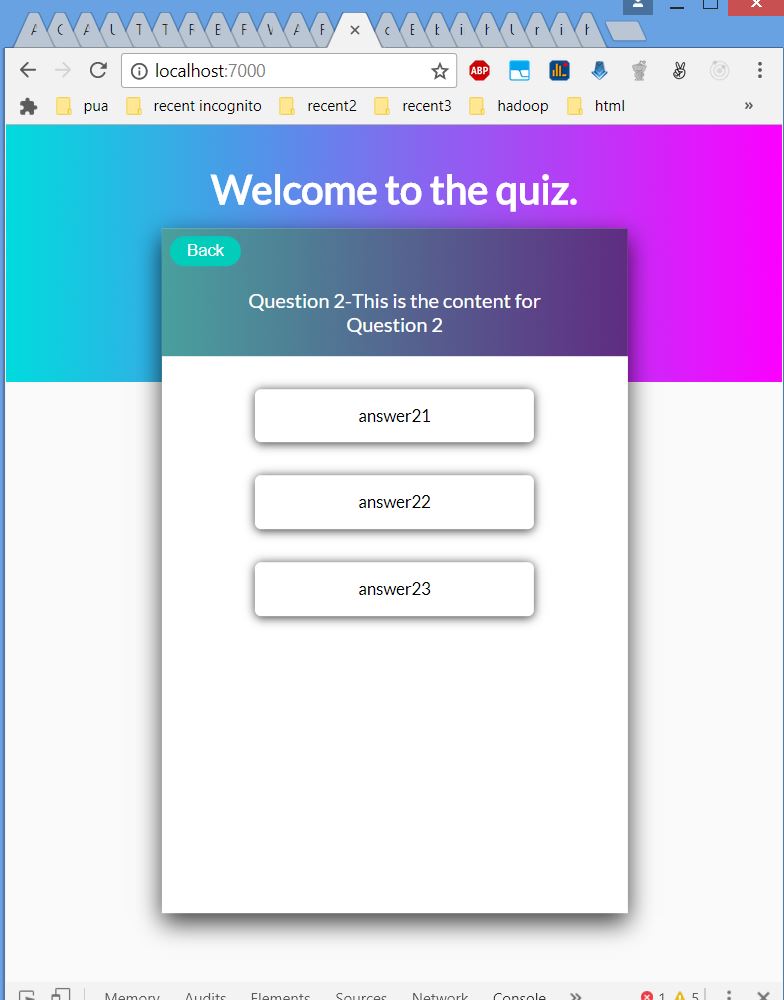 localhost:7000
ABP
pua recent incognito recent2 recent3 hadoop html »
Welcome to the quiz.
Back
Question 2-This is the content for
Question 2
answer21
answer22
answer23
Memory Audits Elements Sources Network Console » 1 5